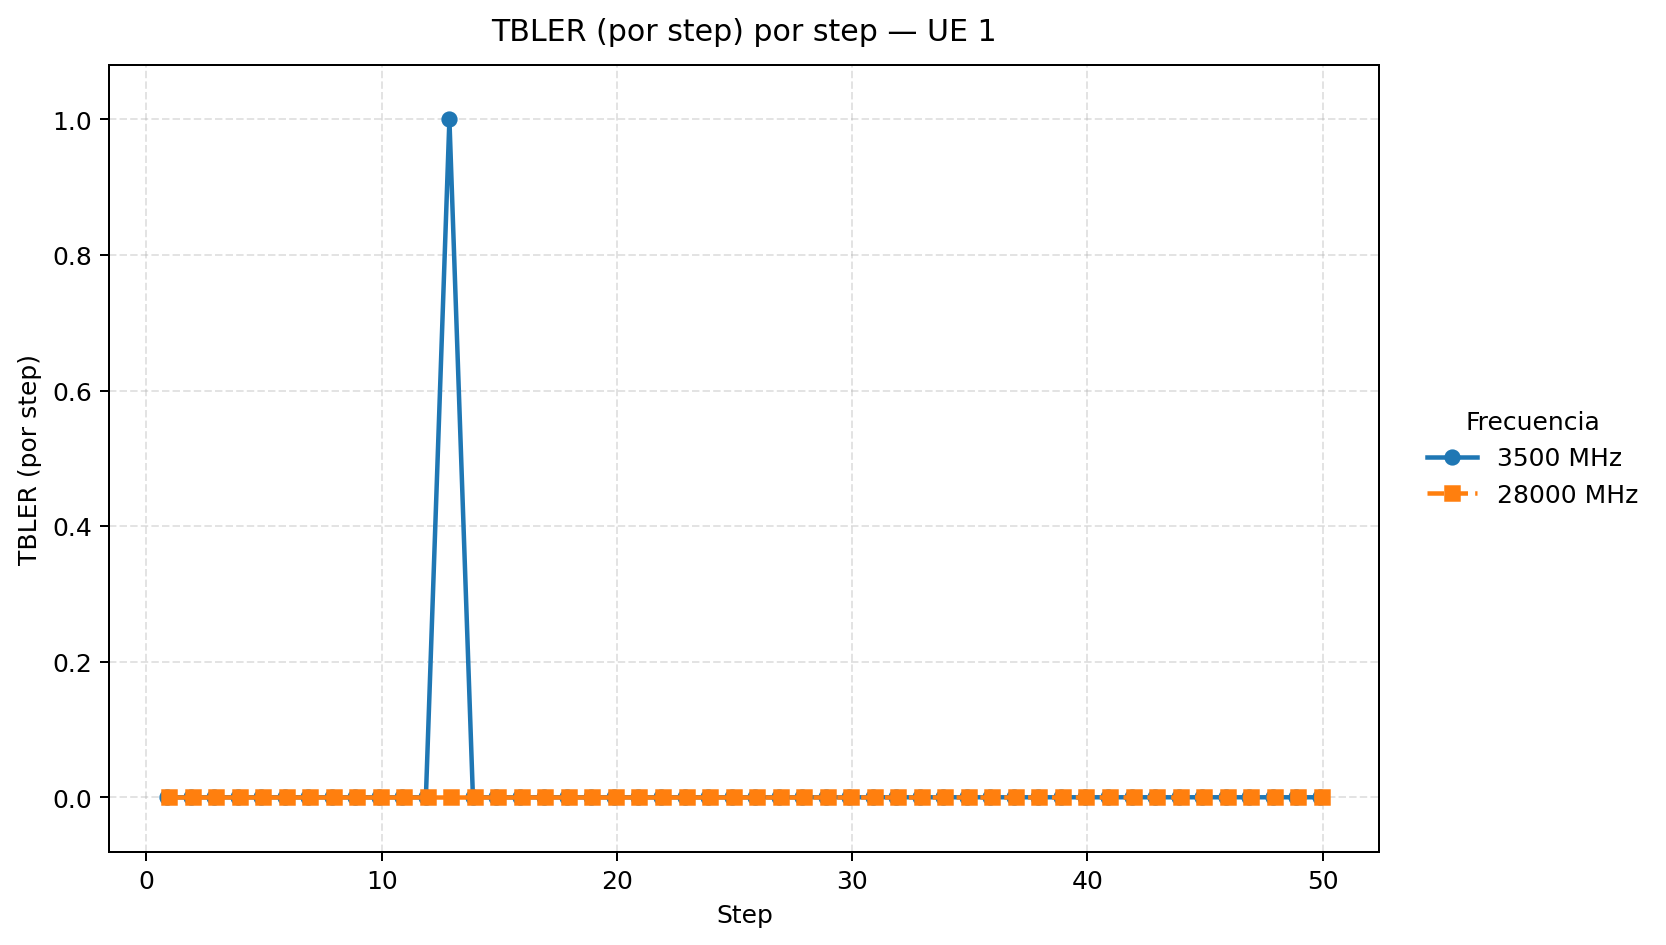 TBLER (por step) por step — UE 1
TBLER (por step)
1.0
0.8
0.6
0.4
0.2
0.0
0 10 20 30 40 50
Step
Frecuencia
3500 MHz
28000 MHz